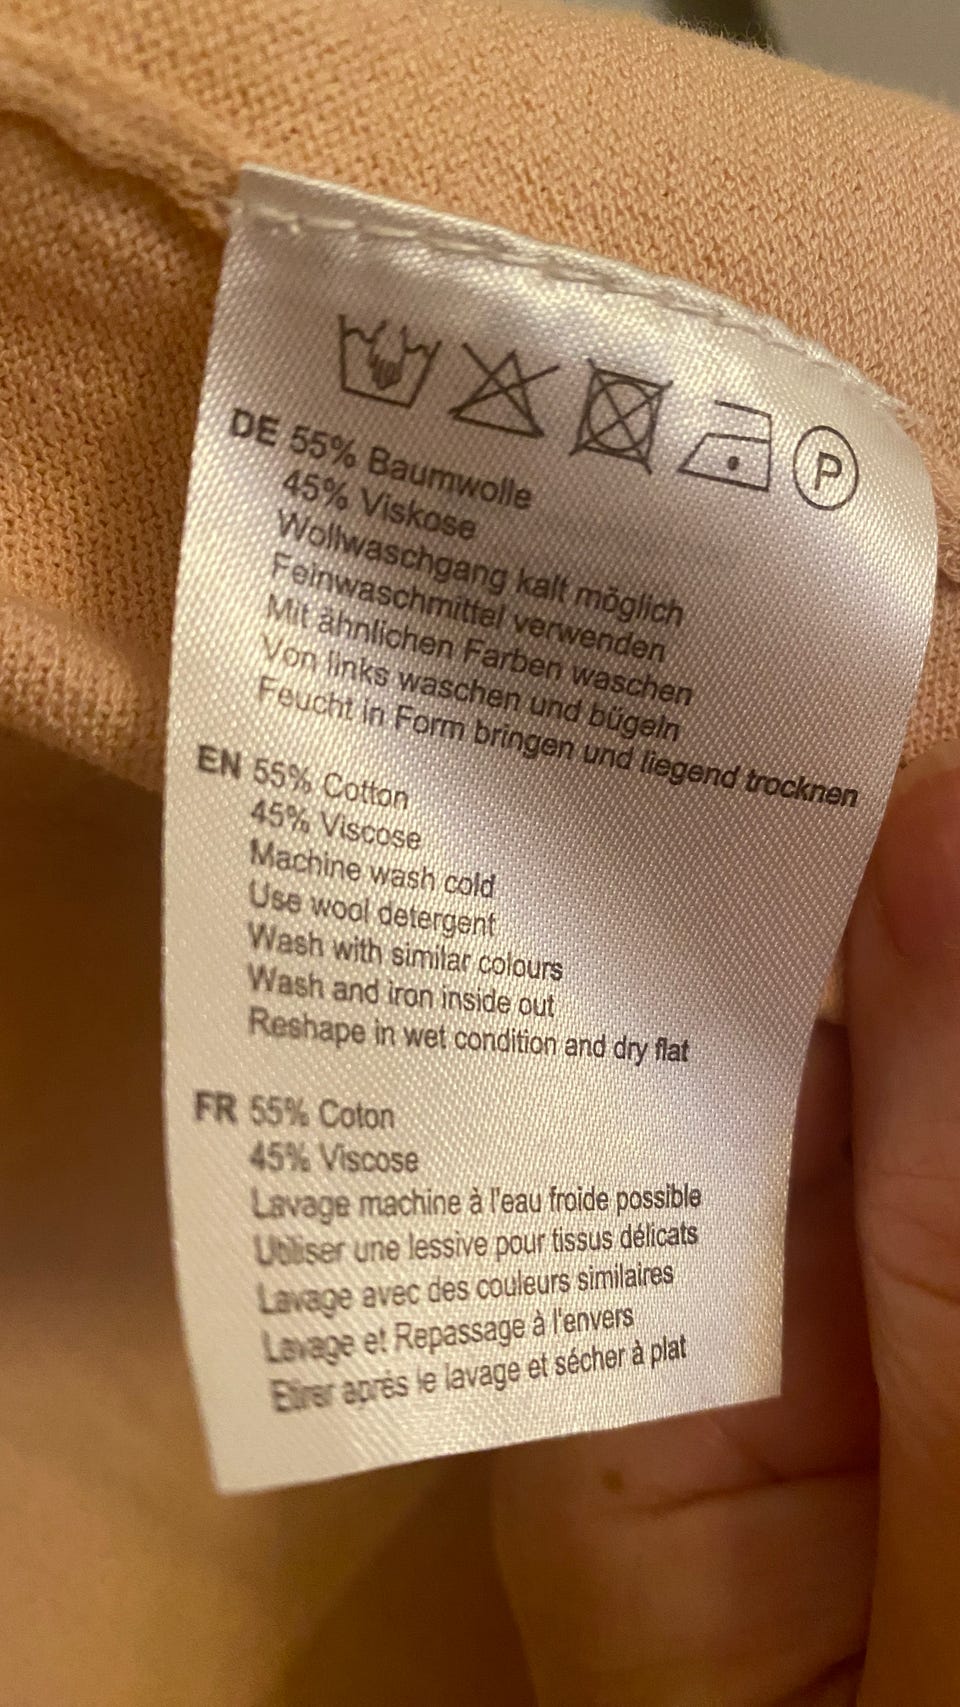 P
DE 55% Baumwolle
45% Viskose
Wollwaschgang kalt möglich
Feinwaschmittel verwenden
Mit ähnlichen Farben waschen
Von links waschen und bügeln
Feucht in Form bringen und liegend trocknen
EN 55% Cotton
45% Viscose
Machine wash cold
Use wool detergent
Wash with similar colours
Wash and iron inside out
Reshape in wet condition and dry flat
FR 55% Coton
45% Viscose
Lavage machine à l'eau froide possible
Utiliser une lessive pour tissus délicats
Lavage avec des couleurs similaires
Lavage et Repassage à l'envers
Etirer après le lavage et sécher à plat